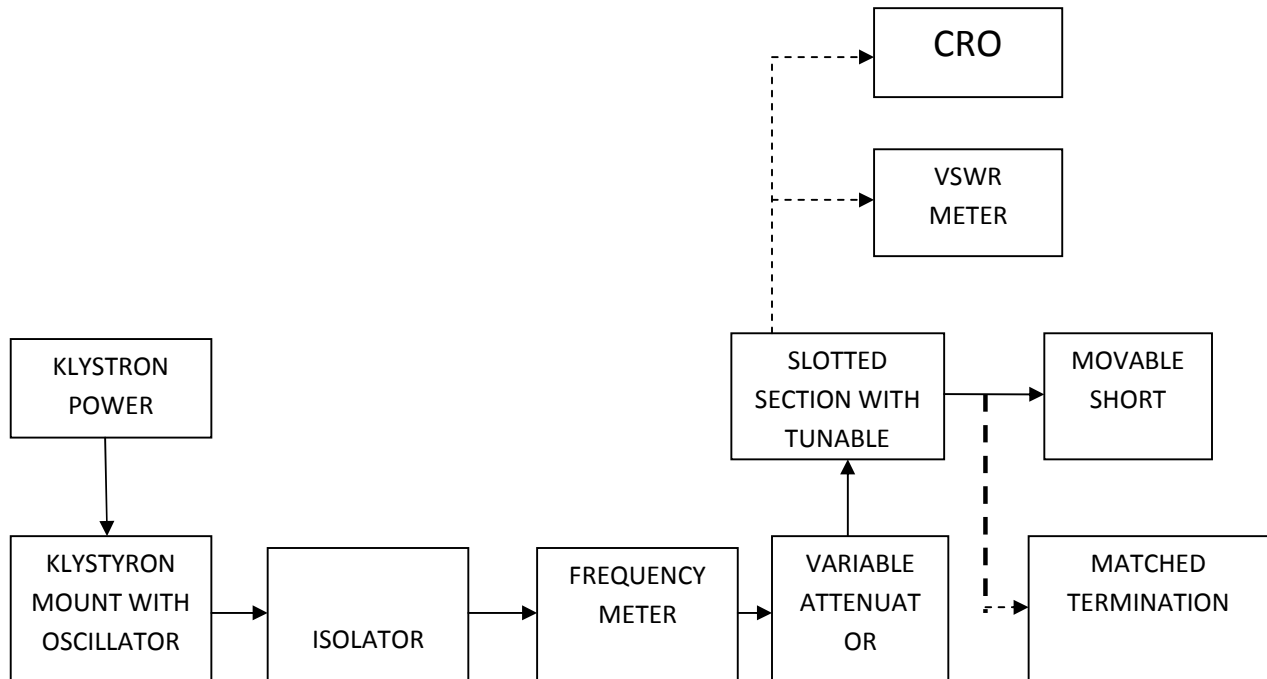 CRO
VSWR
METER
KLYSTRON
POWER
SLOTTED
SECTION WITH
TUNABLE
MOVABLE
SHORT
KLYSTYRON
MOUNT WITH
OSCILLATOR
ISOLATOR
FREQUENCY
METER
VARIABLE
ATTENUAT
OR
MATCHED
TERMINATION